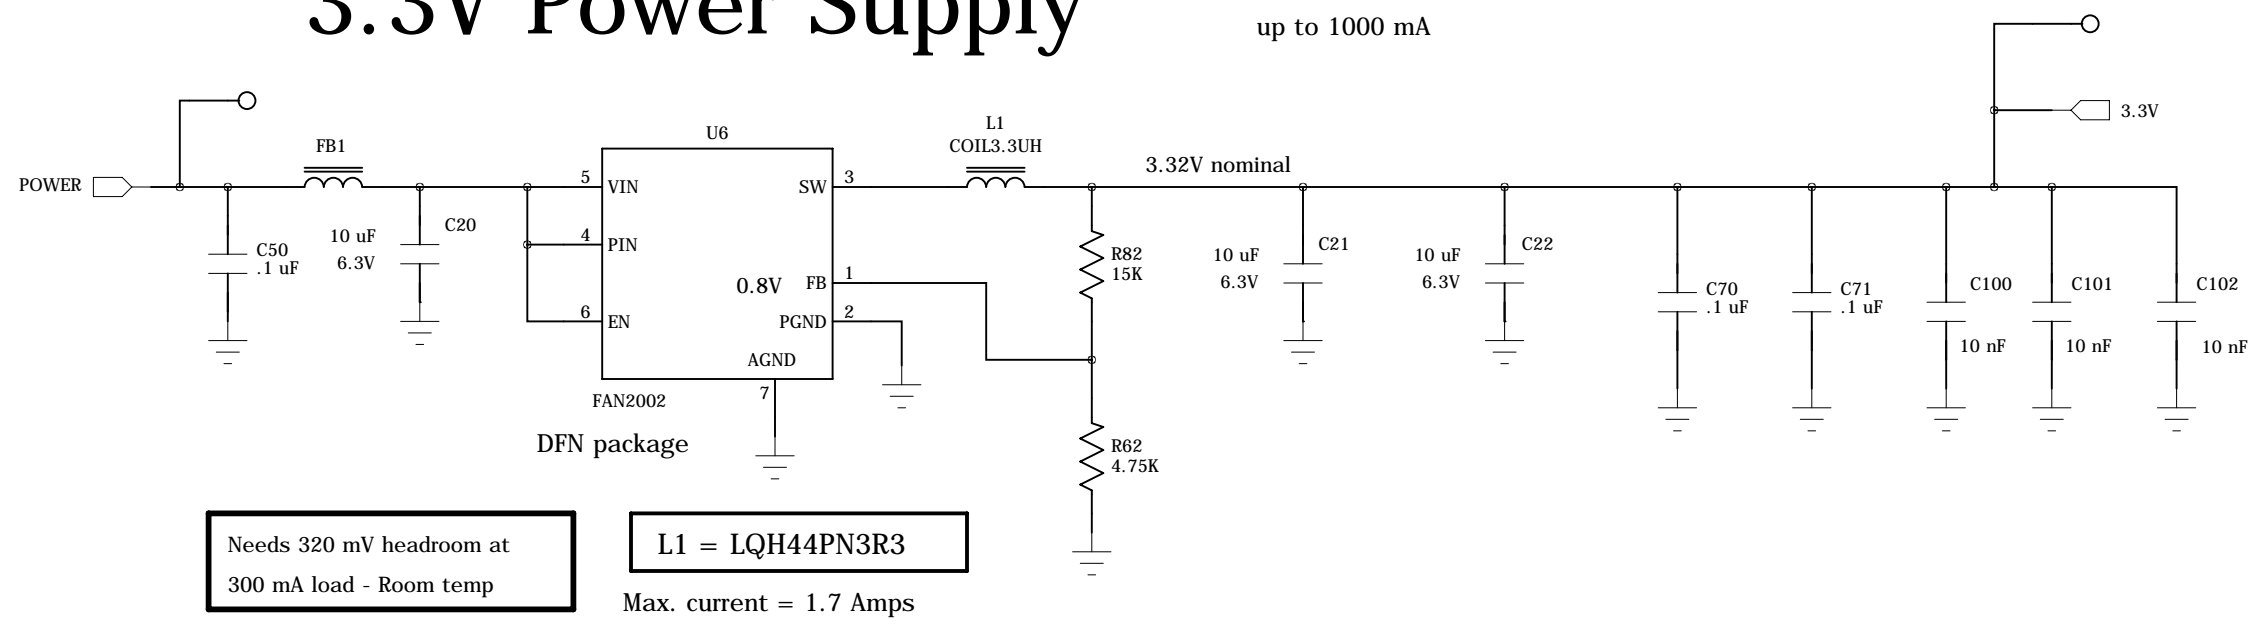 3.3V Power Supply
up to 1000 mA
3.3V
POWER
FB1
C50
.1 uF
10 uF
6.3V
C20
U6
5
VIN
4
PIN
6
EN
SW
3
0.8V
FB
1
PGND
2
AGND
7
FAN2002
DFN package
L1
COIL3.3UH
3.32V nominal
R82
15K
R62
4.75K
10 uF
6.3V
C21
10 uF
6.3V
C22
C70
.1 uF
C71
.1 uF
C100
10 nF
C101
10 nF
C102
10 nF
Needs 320 mV headroom at
300 mA load - Room temp
L1 = LQH44PN3R3
Max. current = 1.7 Amps